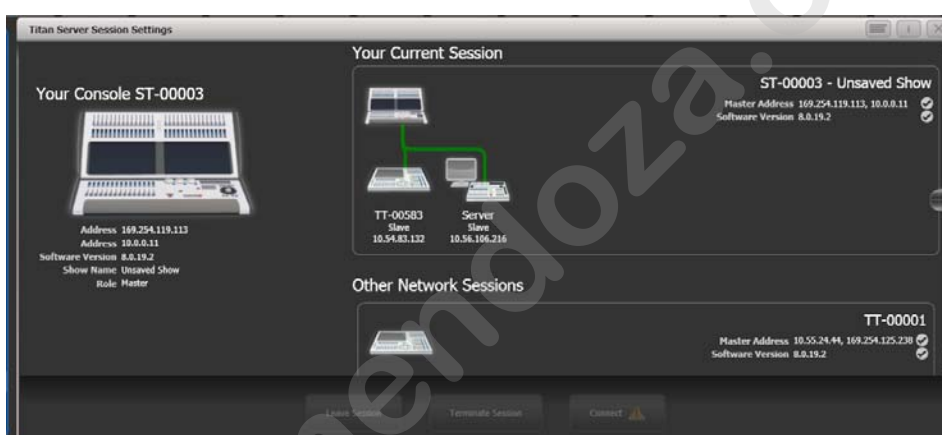 Titan Server Session Settings
Your Current Session
ST-00003 - Unsaved Show
Master Address 169.254.119.113, 10.0.0.11
Software Version 8.0.19.2
Your Console ST-00003
Address 169.254.119.113
Address 10.0.0.11
Software Version 8.0.19.2
Show Name Unsaved Show
Role Master
TT-00583
Slave
10.54.83.132
Server
Slave
10.56.106.216
Other Network Sessions
TT-00001
Master Address 10.55.24.44, 169.254.125.238
Software Version 8.0.19.2
Leave Session
Terminate Session
Connect
mendoza.